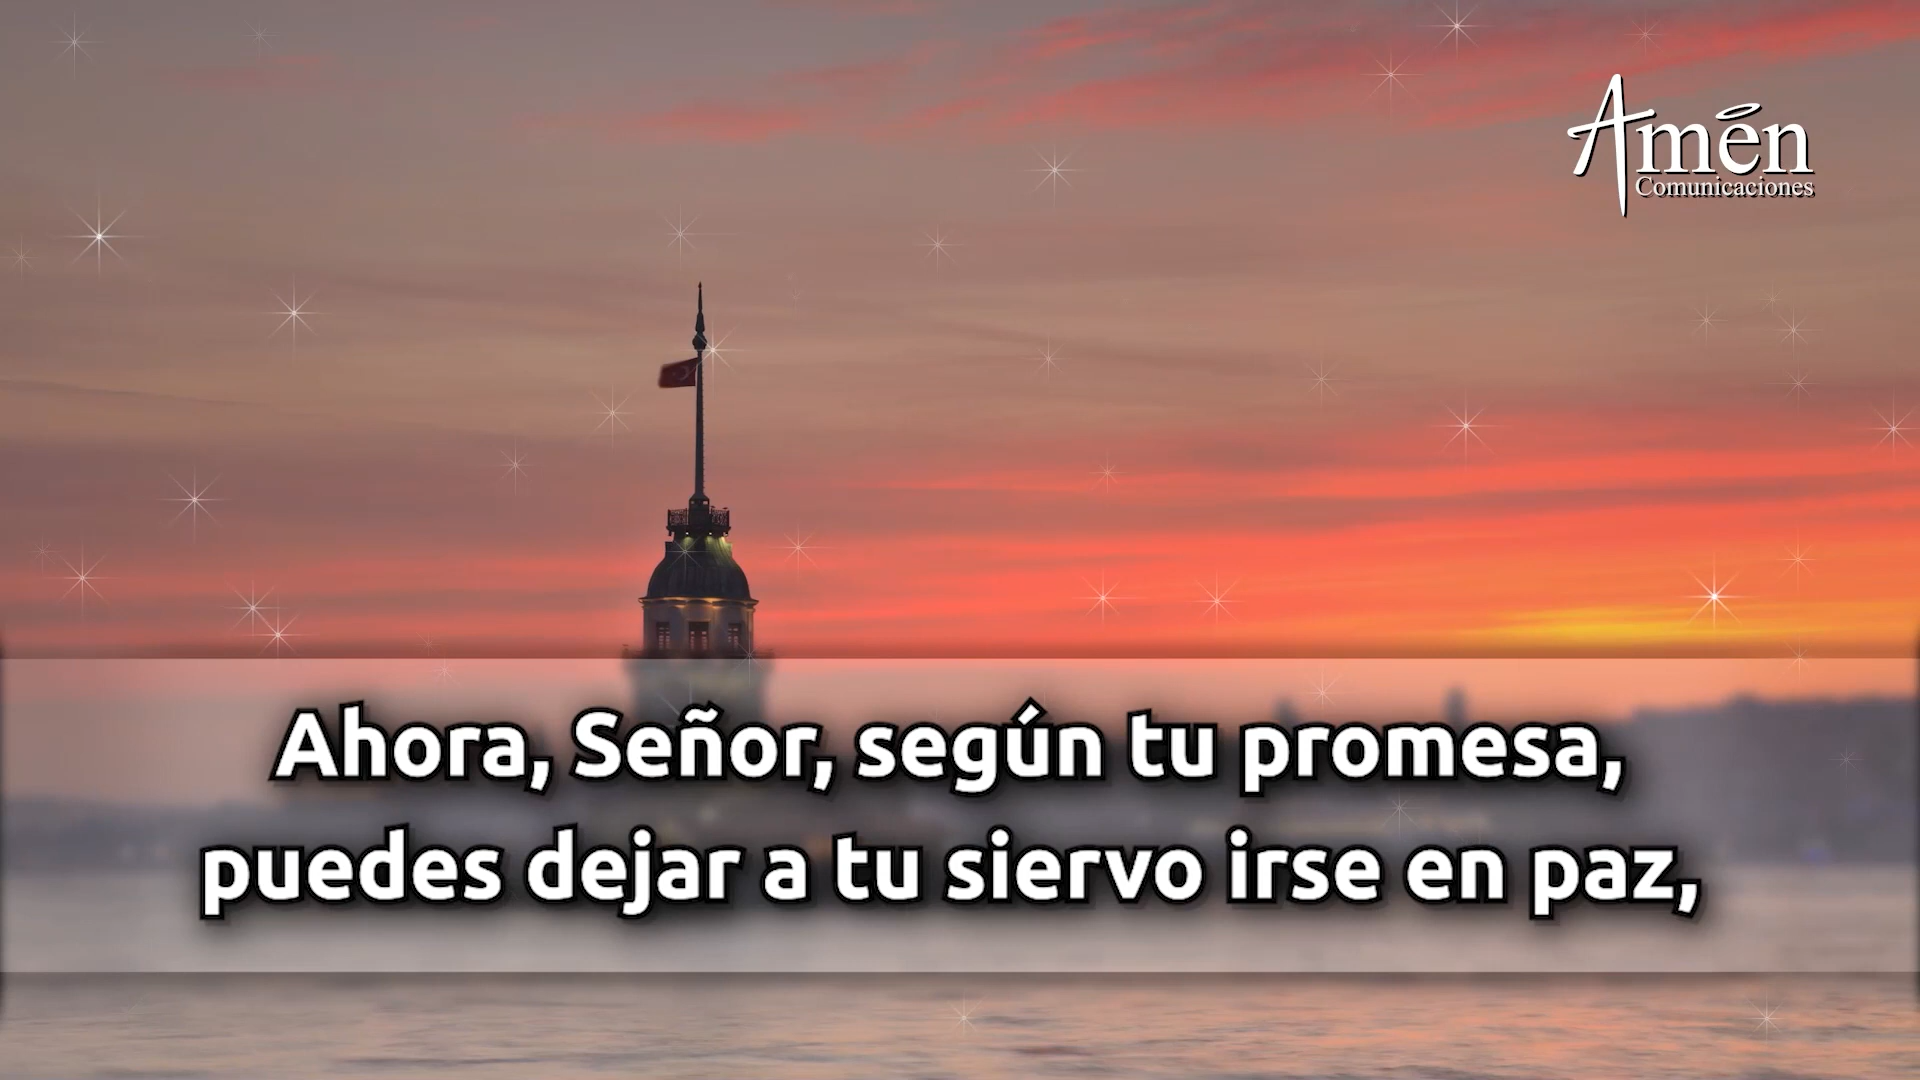 Amén
Comunicaciones
Ahora, Señor, según tu promesa,
puedes dejar a tu siervo irse en paz,